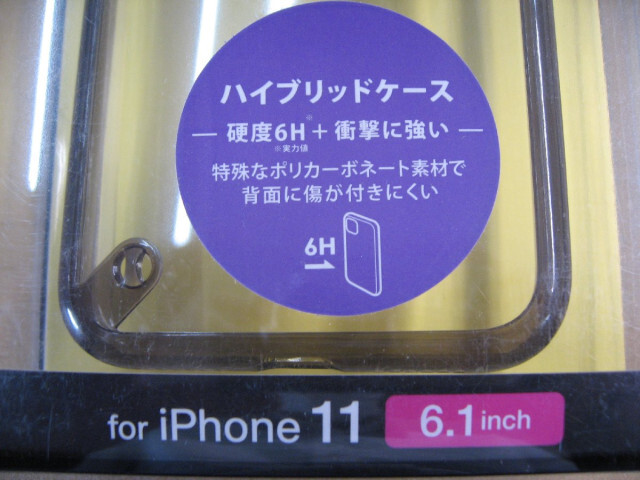 ハイブリッドケース
硬度6H※ + 衝撃に強い
※実力値
特殊なポリカーボネート素材で
背面に傷が付きにくい
6H
for iPhone 11 6.1inch